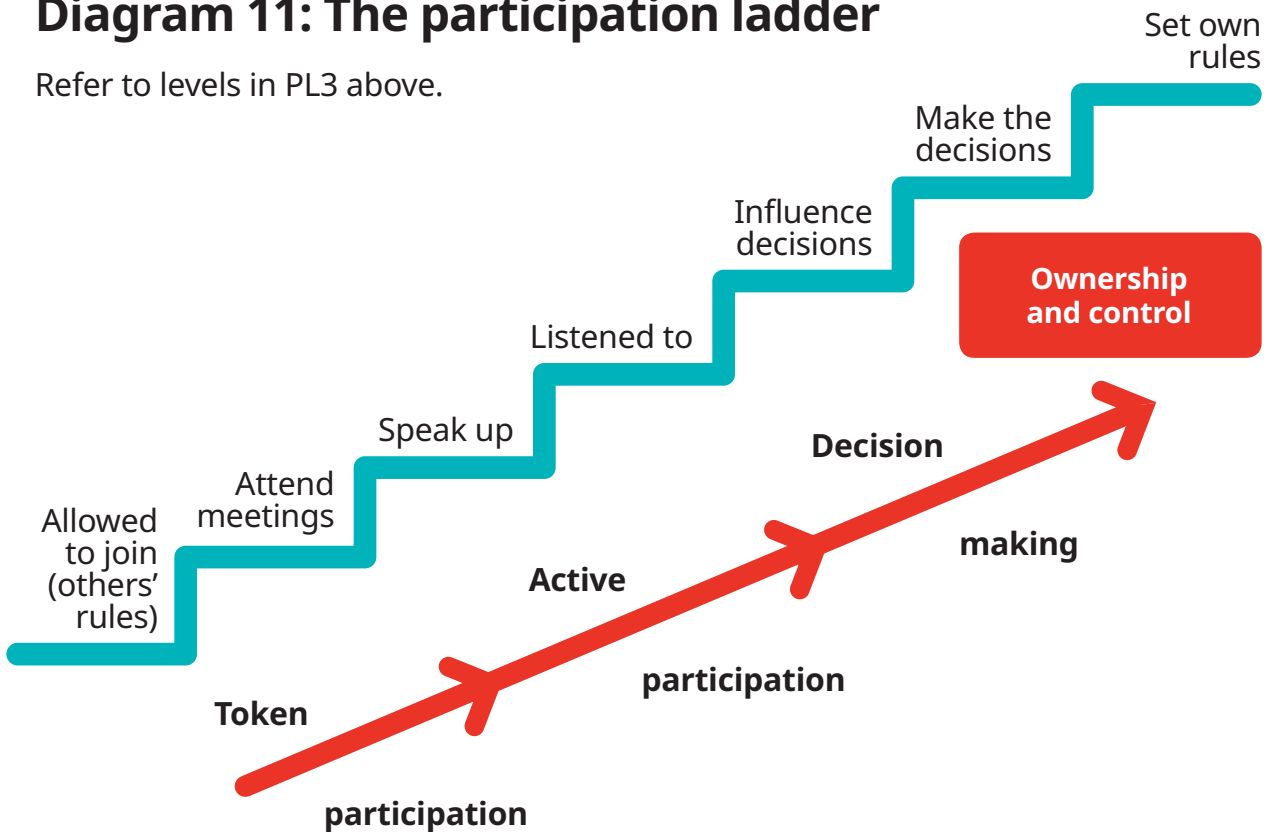 Diagram 11: The participation ladder
Refer to levels in PL3 above.
Set own
rules
Make the
decisions
Influence
decisions
Listened to
Speak up
Attend
meetings
Allowed
to join
(others’
rules)
Ownership
and control
Decision
making
Active
participation
Token
participation